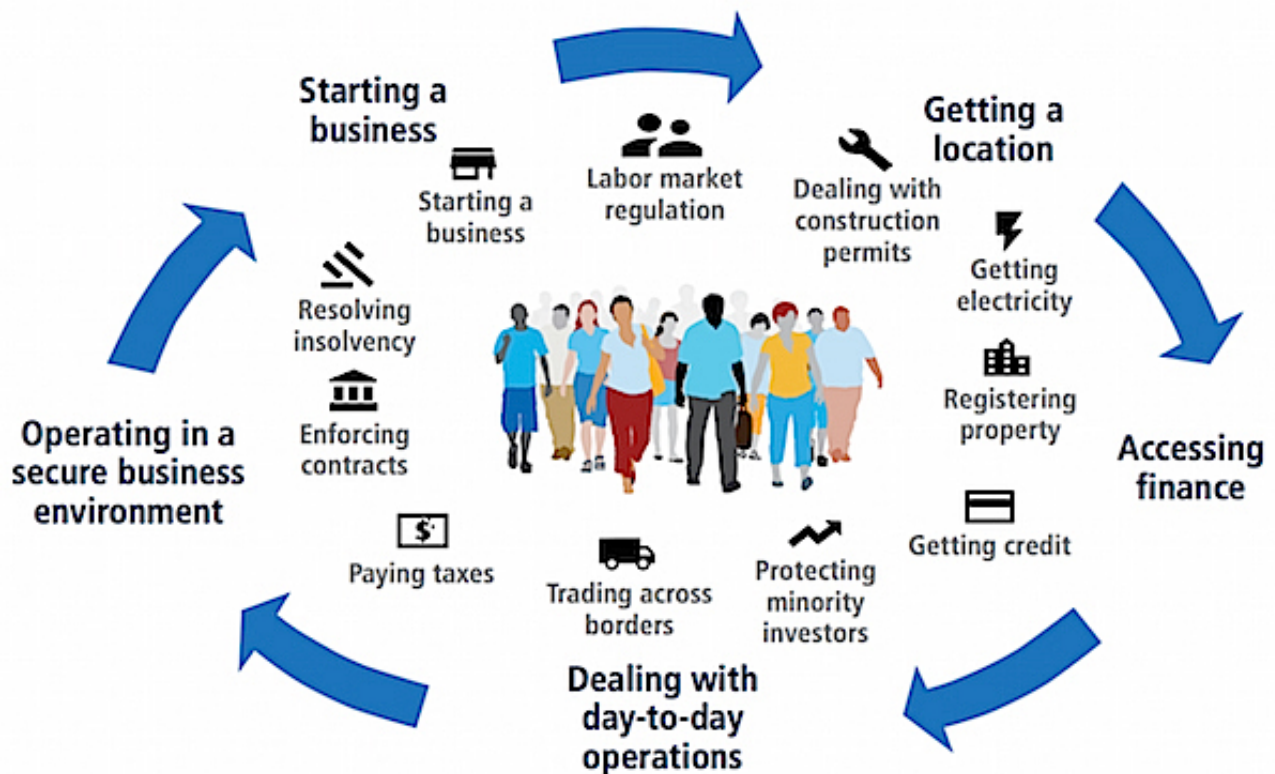 Starting a
business
Getting a
location
Accessing
finance
Dealing with
day-to-day
operations
Operating in a
secure business
environment
Starting a
business
Labor market
regulation
Dealing with
construction
permits
Getting
electricity
Registering
property
Getting credit
Protecting
minority
investors
Trading across
borders
$
Paying taxes
Enforcing
contracts
Resolving
insolvency